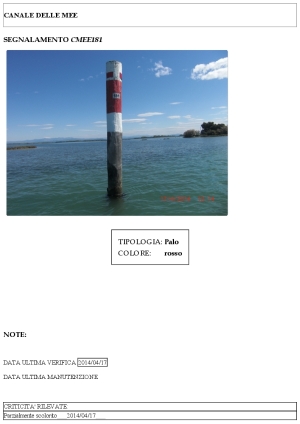 CANALE DELLE MEE
SEGNALAMENTO CMEE181
TIPOLOGIA: Palo
COLORE: rosso
NOTE:
DATA ULTIMA VERIFICA 2014/04/17
DATA ULTIMA MANUTENZIONE
CRITICITA' RILEVATE
Parzialmente scolorito 2014/04/17